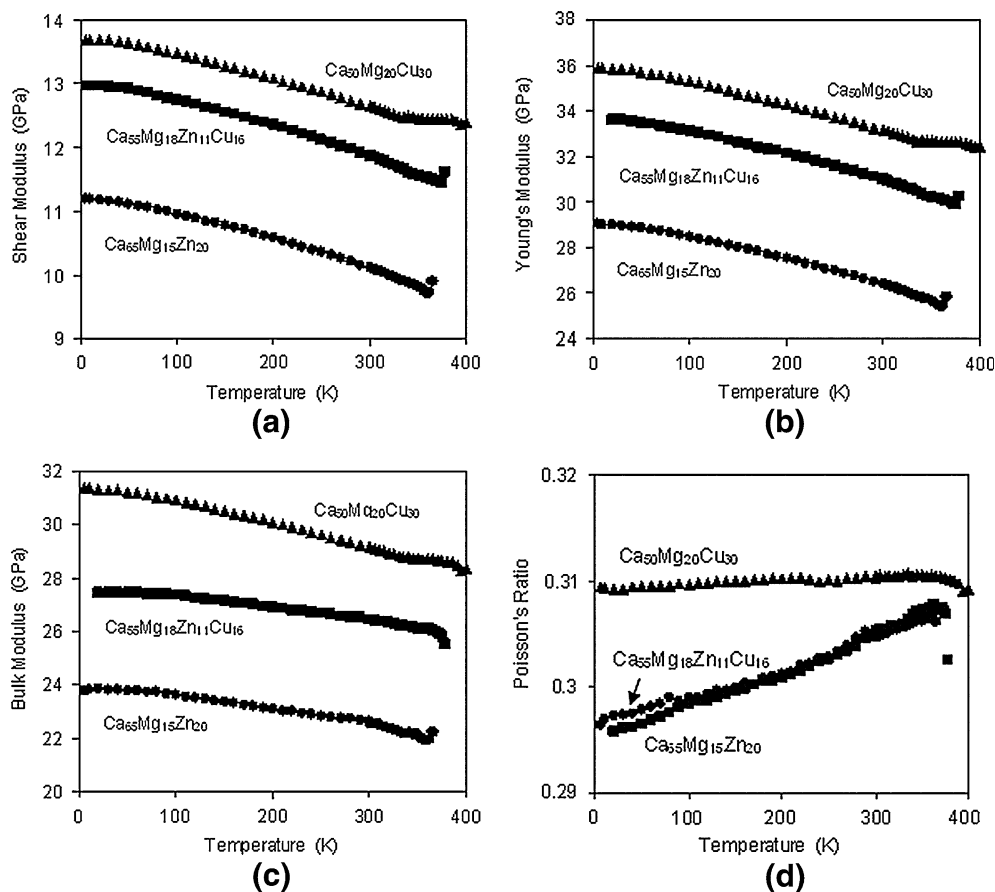 14
13
12
11
10
9
Shear Modulus (GPa)
Ca₅₀Mg₂₀Cu₃₀
Ca₅₅Mg₁₈Zn₁₁Cu₁₆
Ca₆₅Mg₁₅Zn₂₀
0 100 200 300 400
Temperature (K)
(a)
38
36
34
32
30
28
26
24
Young's Modulus (GPa)
Ca₅₀Mg₂₀Cu₃₀
Ca₅₅Mg₁₈Zn₁₁Cu₁₆
Ca₆₅Mg₁₅Zn₂₀
0 100 200 300 400
Temperature (K)
(b)
32
30
28
26
24
22
20
Bulk Modulus (GPa)
Ca₅₀Mg₂₀Cu₃₀
Ca₅₅Mg₁₈Zn₁₁Cu₁₆
Ca₆₅Mg₁₅Zn₂₀
0 100 200 300 400
Temperature (K)
(c)
0.32
0.31
0.3
0.29
Poisson's Ratio
Ca₅₀Mg₂₀Cu₃₀
Ca₅₅Mg₁₈Zn₁₁Cu₁₆
Ca₆₅Mg₁₅Zn₂₀
0 100 200 300 400
Temperature (K)
(d)